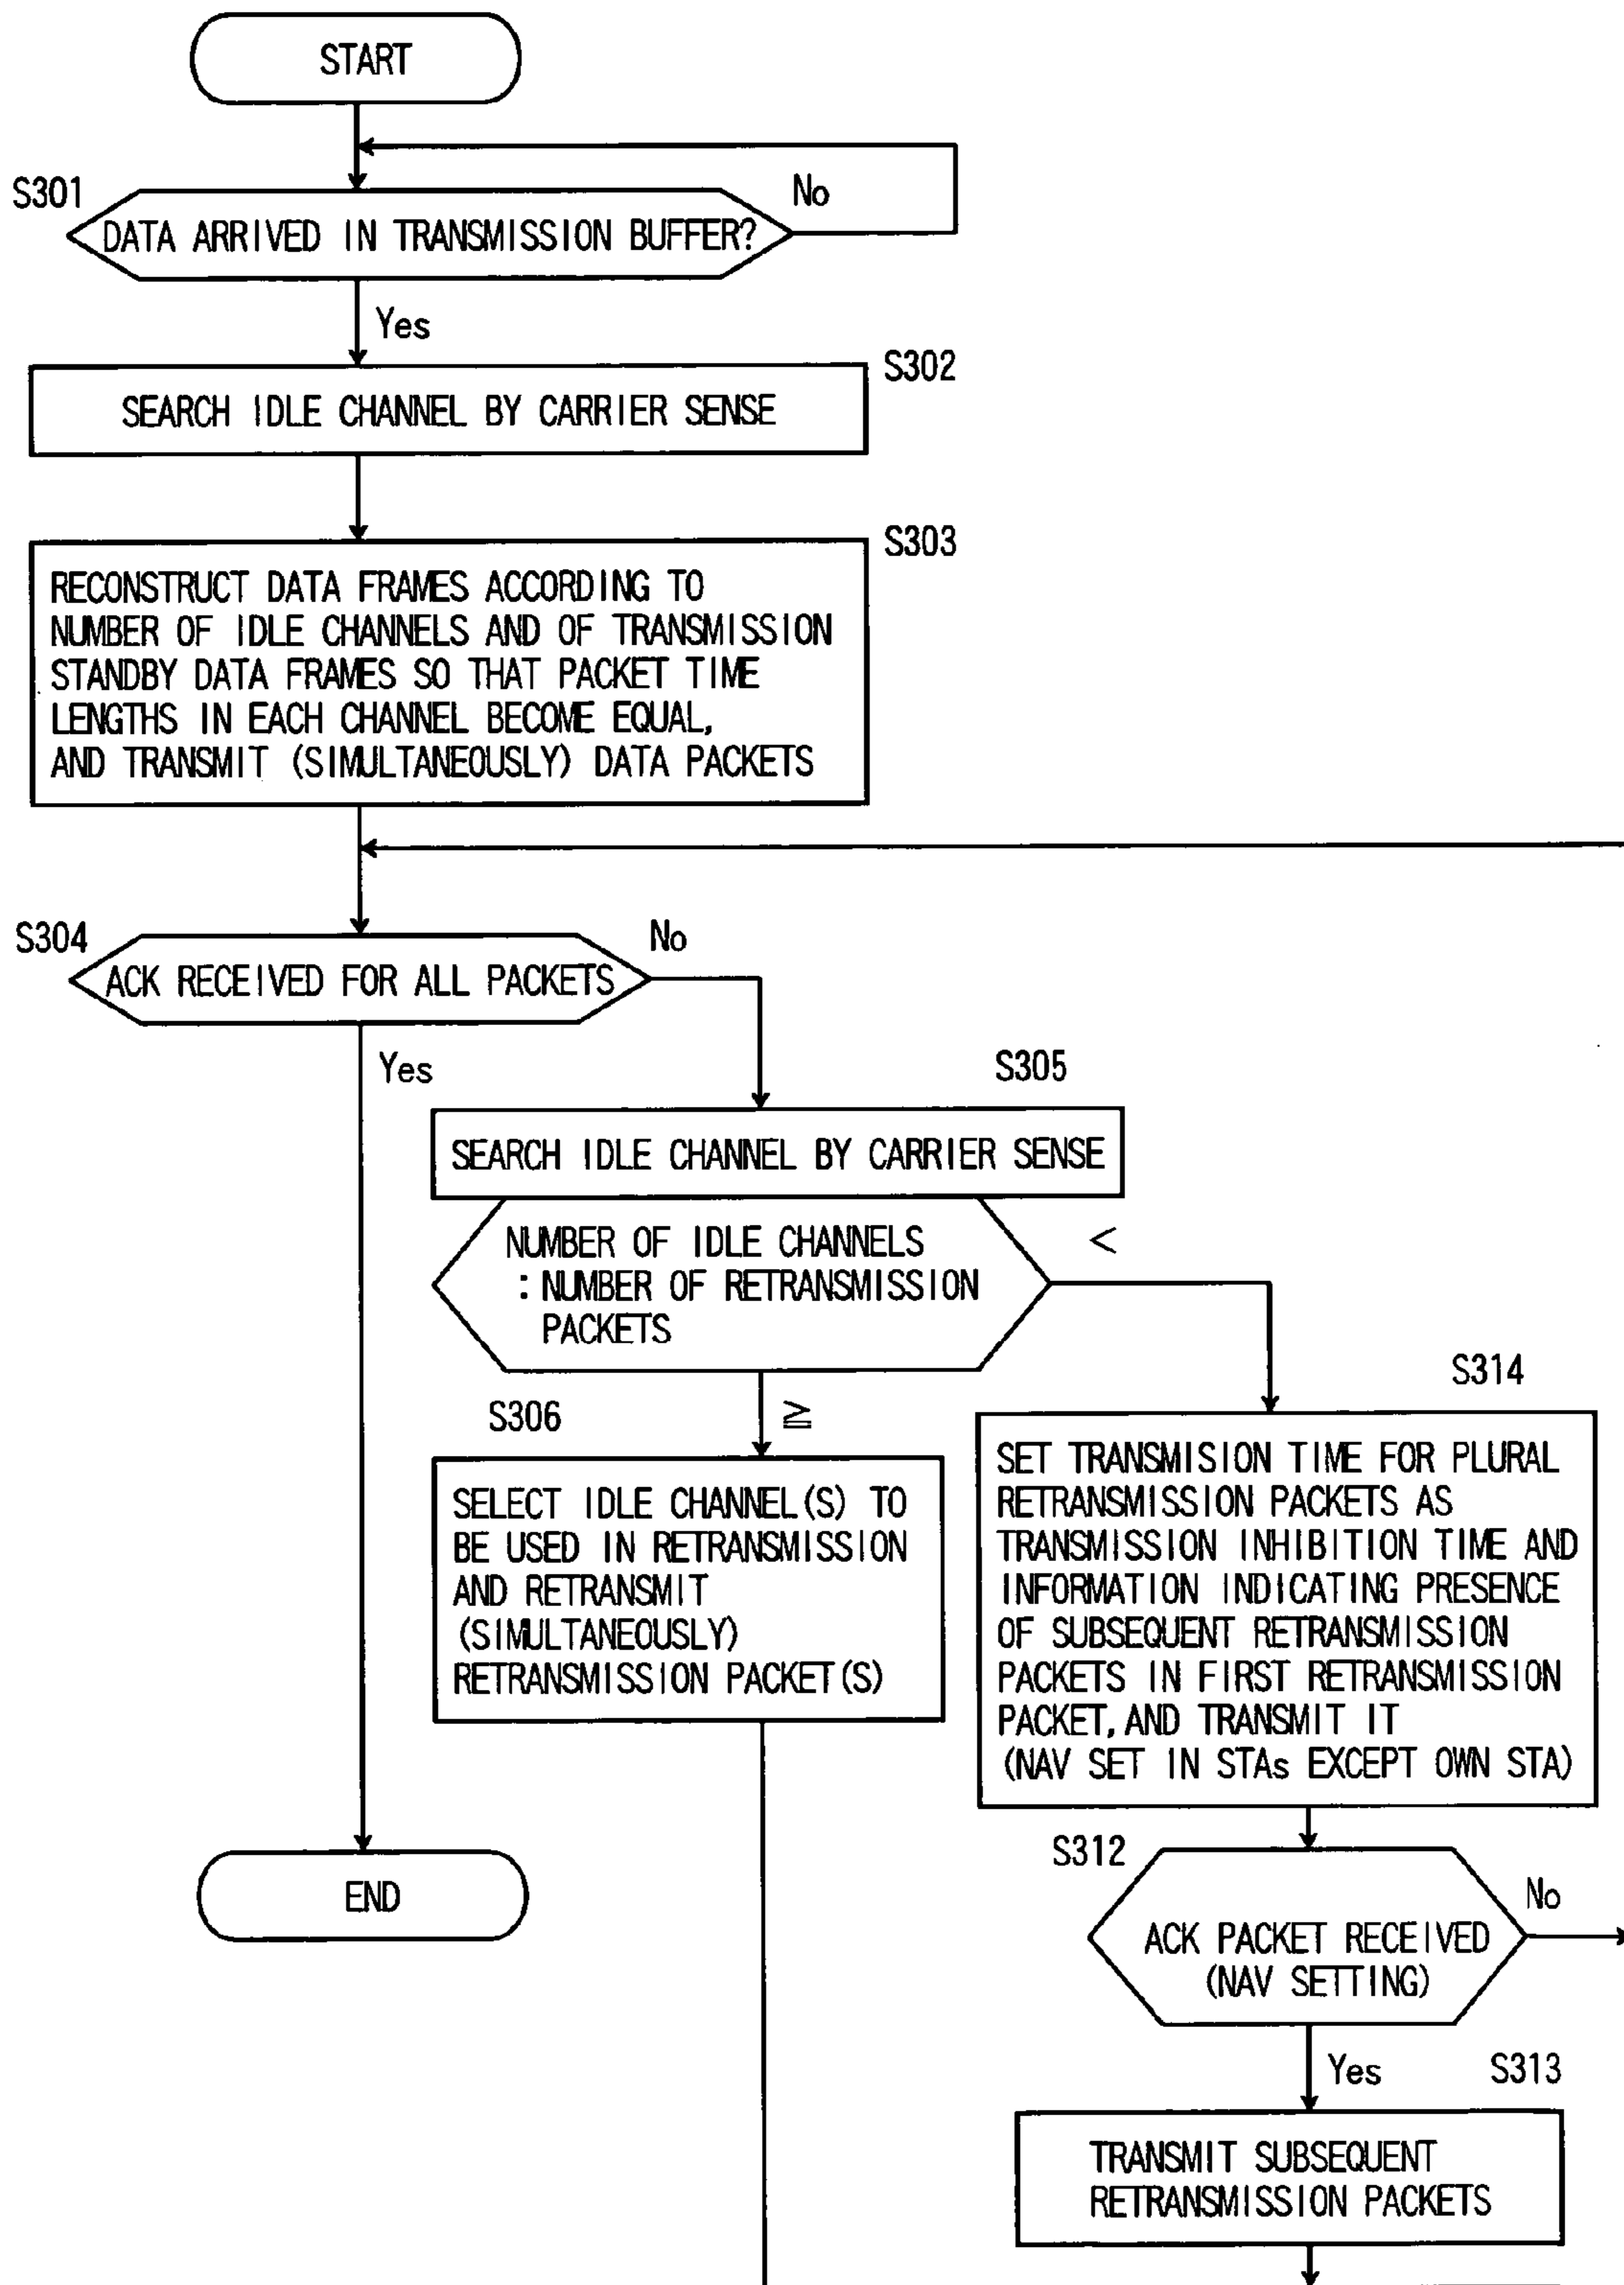 START
S301
No
DATA ARRIVED IN TRANSMISSION BUFFER?
Yes
S302
SEARCH IDLE CHANNEL BY CARRIER SENSE
S303
RECONSTRUCT DATA FRAMES ACCORDING TO
NUMBER OF IDLE CHANNELS AND OF TRANSMISSION
STANDBY DATA FRAMES SO THAT PACKET TIME
LENGTHS IN EACH CHANNEL BECOME EQUAL,
AND TRANSMIT (SIMULTANEOUSLY) DATA PACKETS
S304
No
ACK RECEIVED FOR ALL PACKETS
Yes
S305
SEARCH IDLE CHANNEL BY CARRIER SENSE
NUMBER OF IDLE CHANNELS
: NUMBER OF RETRANSMISSION
PACKETS
<
S306
≧
SELECT IDLE CHANNEL(S) TO
BE USED IN RETRANSMISSION
AND RETRANSMIT
(SIMULTANEOUSLY)
RETRANSMISSION PACKET(S)
S314
SET TRANSMISION TIME FOR PLURAL
RETRANSMISSION PACKETS AS
TRANSMISSION INHIBITION TIME AND
INFORMATION INDICATING PRESENCE
OF SUBSEQUENT RETRANSMISSION
PACKETS IN FIRST RETRANSMISSION
PACKET, AND TRANSMIT IT
(NAV SET IN STAs EXCEPT OWN STA)
END
S312
No
ACK PACKET RECEIVED
(NAV SETTING)
Yes
S313
TRANSMIT SUBSEQUENT
RETRANSMISSION PACKETS